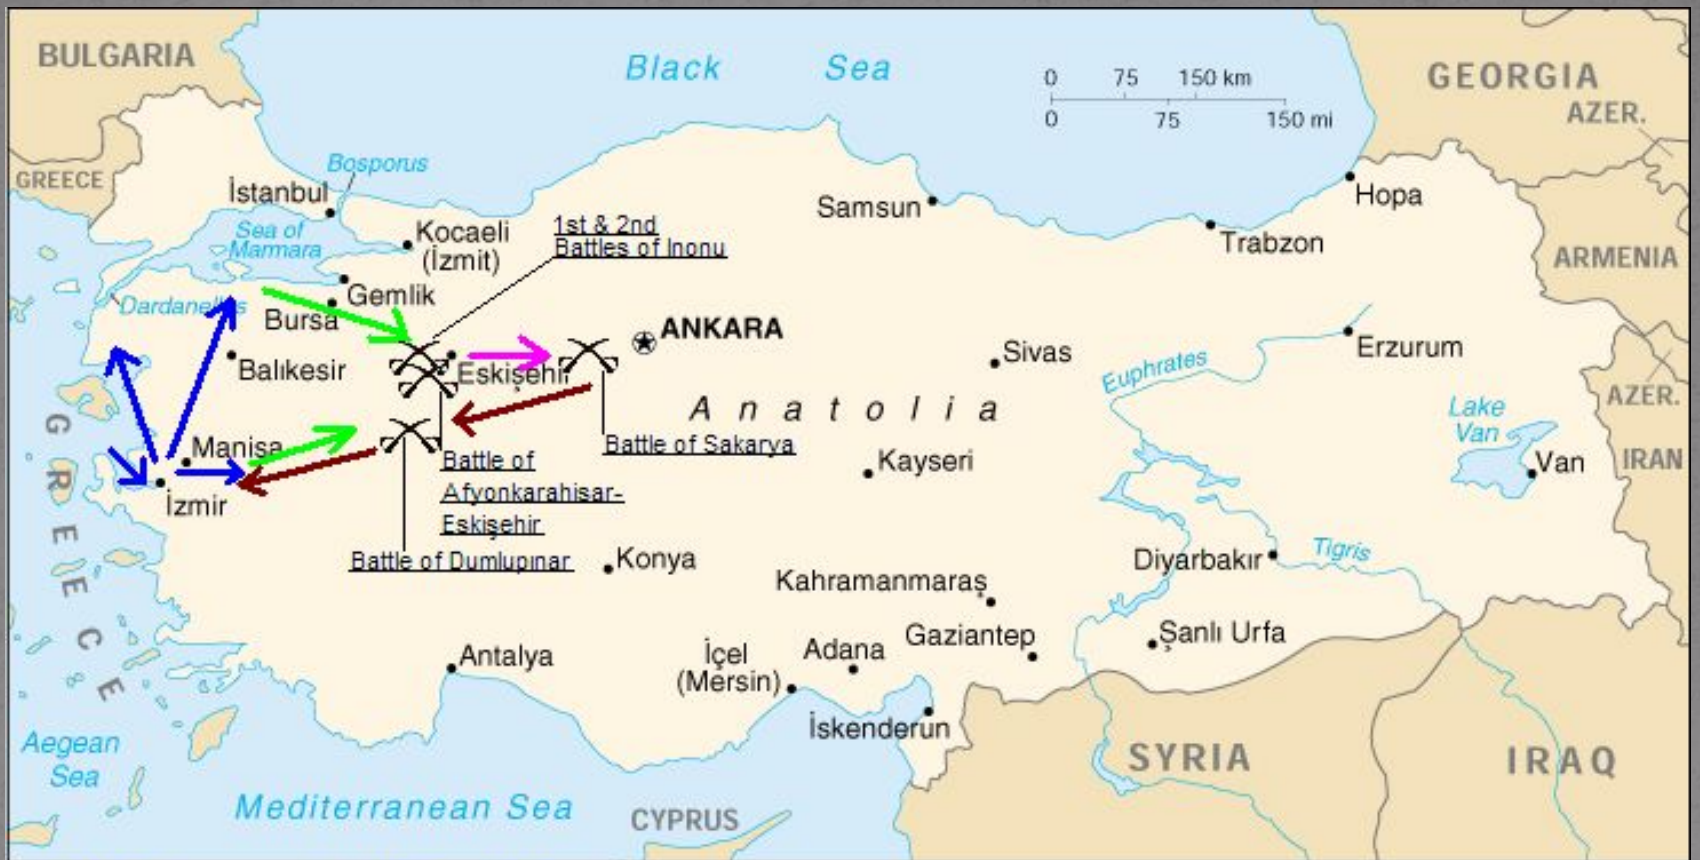 BULGARIA
Black Sea
0 75 150 km
0 75 150 mi
GEORGIA
AZER.
GREECE
Bosporus
İstanbul
Samsun
Hopa
Kocaeli
(İzmit)
1st & 2nd
Battles of Inonu
Sea of
Marmara
Trabzon
ARMENIA
Dardanelles
Gemlik
Bursa
ANKARA
Balıkesir
Eskişehir
Sivas
Erzurum
Euphrates
AZER.
Anatolia
Lake
Van
GREECE
Manisa
Battle of Sakarya
Battle of
Afyonkarahisar-
Eskişehir
Kayseri
Van
IRAN
İzmir
Battle of Dumlupınar
Konya
Diyarbakır
Tigris
Kahramanmaraş
Gaziantep
Şanlı Urfa
Antalya
İçel
(Mersin)
Adana
İskenderun
Aegean
Sea
SYRIA
IRAQ
Mediterranean Sea
CYPRUS